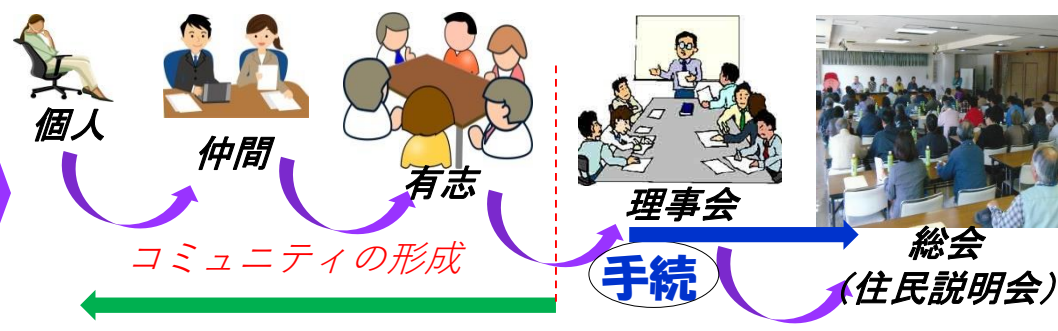 個人
仲間
有志
理事会
総会
（住民説明会）
コミュニティの形成
手続